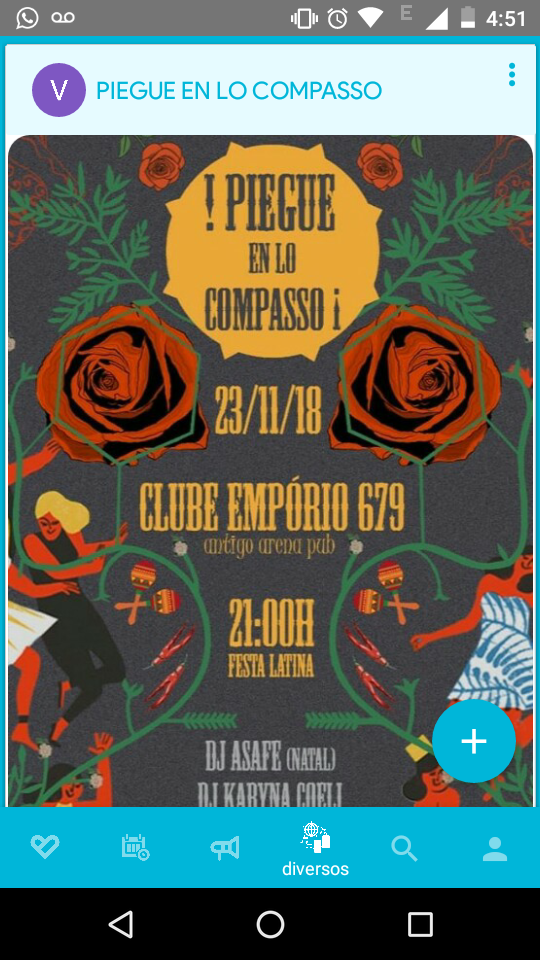 E
4:51
V PIEGUE EN LO COMPASSO
! PIEGUE
EN LO
COMPASSO ¡
23/11/18
CLUBE EMPÓRIO 679
antigo arena pub
21:00H
FESTA LATINA
DJ ASAFE (NATAL)
DJ KARYNA COELI
diversos